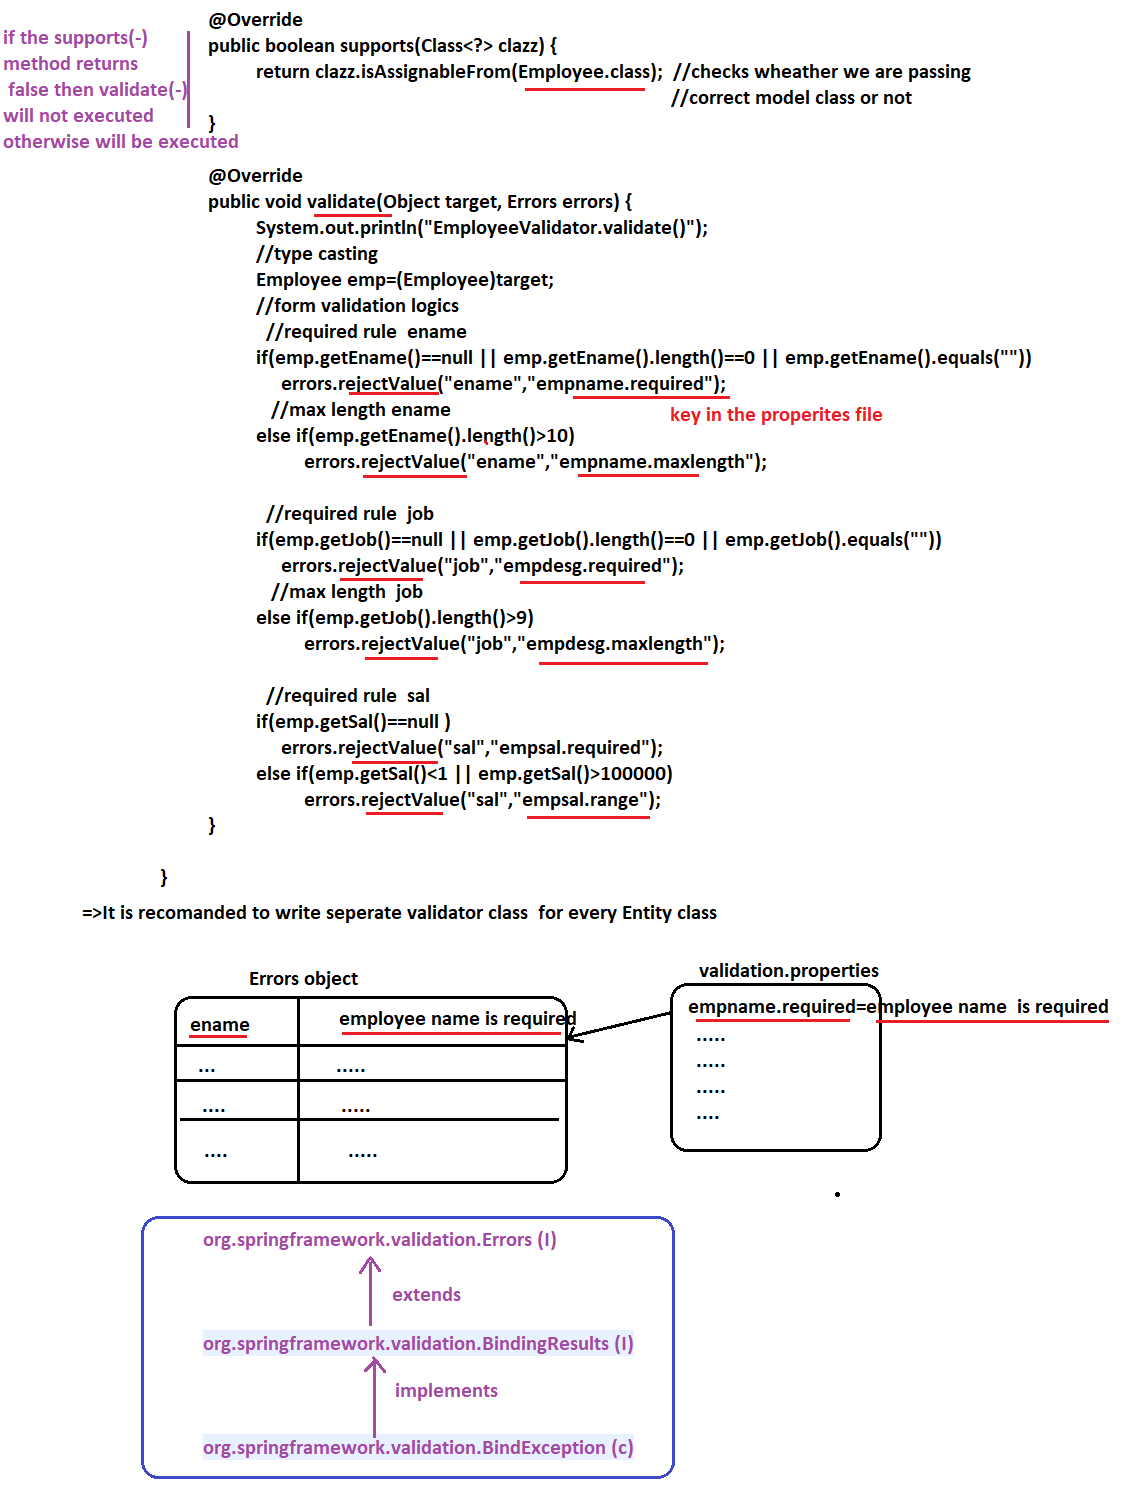 @Override
if the supports(-)
public boolean supports(Class<?> clazz) {
method returns
return clazz.isAssignableFrom(Employee.class);  //checks wheather we are passing
false then validate(-)
//correct model class or not
will not executed
}
otherwise will be executed
@Override
public void validate(Object target, Errors errors) {
System.out.println("EmployeeValidator.validate()");
//type casting
Employee emp=(Employee)target;
//form validation logics
//required rule  ename
if(emp.getEname()==null || emp.getEname().length()==0 || emp.getEname().equals(""))
errors.rejectValue("ename","empname.required");
//max length ename
key in the properites file
else if(emp.getEname().length()>10)
errors.rejectValue("ename","empname.maxlength");
//required rule  job
if(emp.getJob()==null || emp.getJob().length()==0 || emp.getJob().equals(""))
errors.rejectValue("job","empdesg.required");
//max length  job
else if(emp.getJob().length()>9)
errors.rejectValue("job","empdesg.maxlength");
//required rule  sal
if(emp.getSal()==null )
errors.rejectValue("sal","empsal.required");
else if(emp.getSal()<1 || emp.getSal()>100000)
errors.rejectValue("sal","empsal.range");
}
}
=>It is recomanded to write seperate validator class  for every Entity class
Errors object
validation.properties
ename
employee name is required
empname.required=employee name  is required
...
.....
....
.....
....
.....
.....
.....
.....
....
org.springframework.validation.Errors (I)
extends
org.springframework.validation.BindingResults (I)
implements
org.springframework.validation.BindException (c)